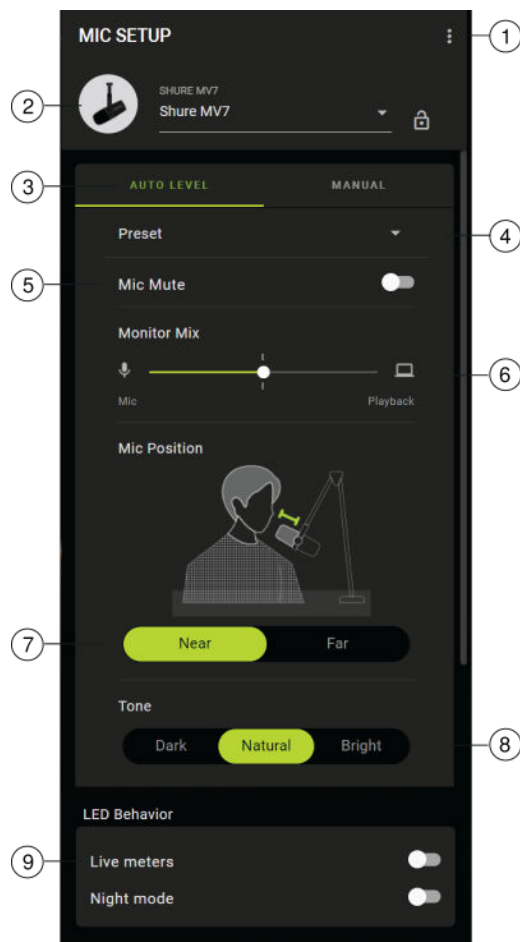 MIC SETUP
1
2
SHURE MV7
Shure MV7
3
AUTO LEVEL MANUAL
Preset
4
5
Mic Mute
Monitor Mix
6
Mic Playback
Mic Position
7
Near Far
Tone
Dark Natural Bright
8
LED Behavior
9
Live meters
Night mode